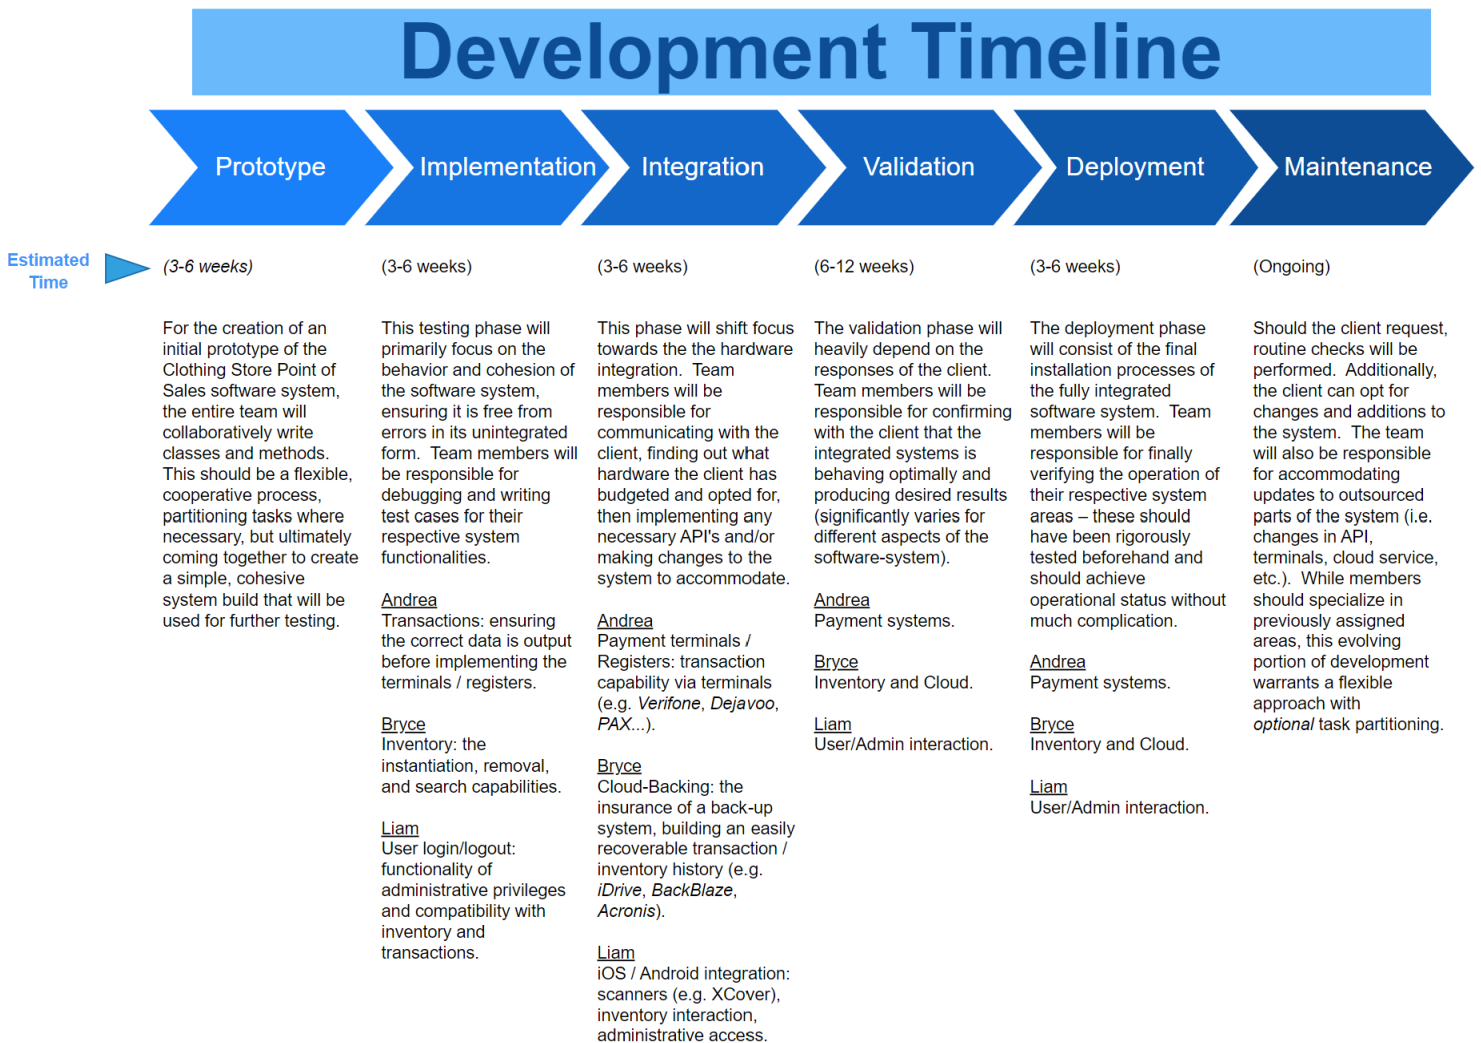 Development Timeline
Prototype
Implementation
Integration
Validation
Deployment
Maintenance
Estimated
Time
(3-6 weeks)
(3-6 weeks)
(3-6 weeks)
(6-12 weeks)
(3-6 weeks)
(Ongoing)
For the creation of an
initial prototype of the
Clothing Store Point of
Sales software system,
the entire team will
collaboratively write
classes and methods.
This should be a flexible,
cooperative process,
partitioning tasks where
necessary, but ultimately
coming together to create
a simple, cohesive
system build that will be
used for further testing.
This testing phase will
primarily focus on the
behavior and cohesion of
the software system,
ensuring it is free from
errors in its unintegrated
form.  Team members will
be responsible for
debugging and writing
test cases for their
respective system
functionalities.
Andrea
Transactions: ensuring
the correct data is output
before implementing the
terminals / registers.
Bryce
Inventory: the
instantiation, removal,
and search capabilities.
Liam
User login/logout:
functionality of
administrative privileges
and compatibility with
inventory and
transactions.
This phase will shift focus
towards the the hardware
integration.  Team
members will be
responsible for
communicating with the
client, finding out what
hardware the client has
budgeted and opted for,
then implementing any
necessary API's and/or
making changes to the
system to accommodate.
Andrea
Payment terminals /
Registers: transaction
capability via terminals
(e.g. Verifone, Dejavoo,
PAX...).
Bryce
Cloud-Backing: the
insurance of a back-up
system, building an easily
recoverable transaction /
inventory history (e.g.
iDrive, BackBlaze,
Acronis).
Liam
iOS / Android integration:
scanners (e.g. XCover),
inventory interaction,
administrative access.
The validation phase will
heavily depend on the
responses of the client.
Team members will be
responsible for confirming
with the client that the
integrated systems is
behaving optimally and
producing desired results
(significantly varies for
different aspects of the
software-system).
Andrea
Payment systems.
Bryce
Inventory and Cloud.
Liam
User/Admin interaction.
The deployment phase
will consist of the final
installation processes of
the fully integrated
software system.  Team
members will be
responsible for finally
verifying the operation of
their respective system
areas – these should
have been rigorously
tested beforehand and
should achieve
operational status without
much complication.
Andrea
Payment systems.
Bryce
Inventory and Cloud.
Liam
User/Admin interaction.
Should the client request,
routine checks will be
performed.  Additionally,
the client can opt for
changes and additions to
the system.  The team
will also be responsible
for accommodating
updates to outsourced
parts of the system (i.e.
changes in API,
terminals, cloud service,
etc.).  While members
should specialize in
previously assigned
areas, this evolving
portion of development
warrants a flexible
approach with
optional task partitioning.